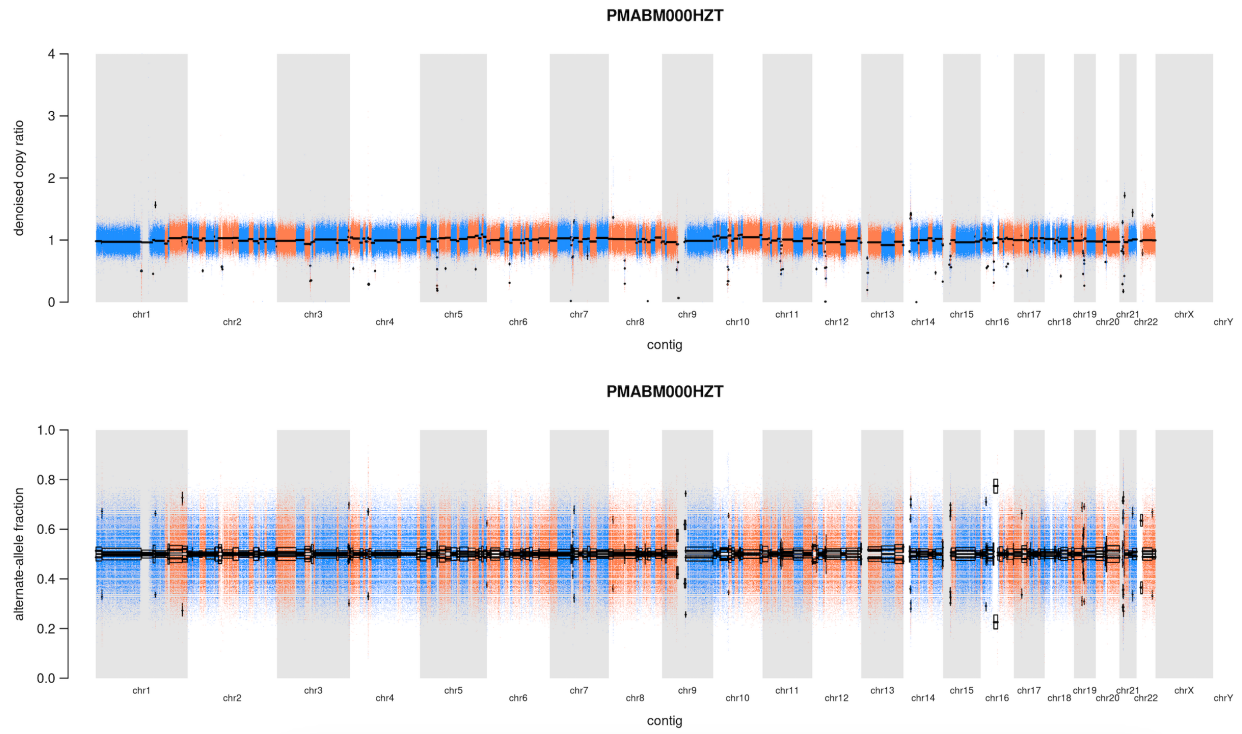 PMABM000HZT
denoised copy ratio
4
3
2
1
0
chr1 chr2 chr3 chr4 chr5 chr6 chr7 chr8 chr9 chr10 chr11 chr12 chr13 chr14 chr15 chr16 chr17 chr18 chr19 chr20 chr21 chr22 chrX chrY
contig
PMABM000HZT
alternate-allele fraction
1.0
0.8
0.6
0.4
0.2
0.0
chr1 chr2 chr3 chr4 chr5 chr6 chr7 chr8 chr9 chr10 chr11 chr12 chr13 chr14 chr15 chr16 chr17 chr18 chr19 chr20 chr21 chr22 chrX chrY
contig